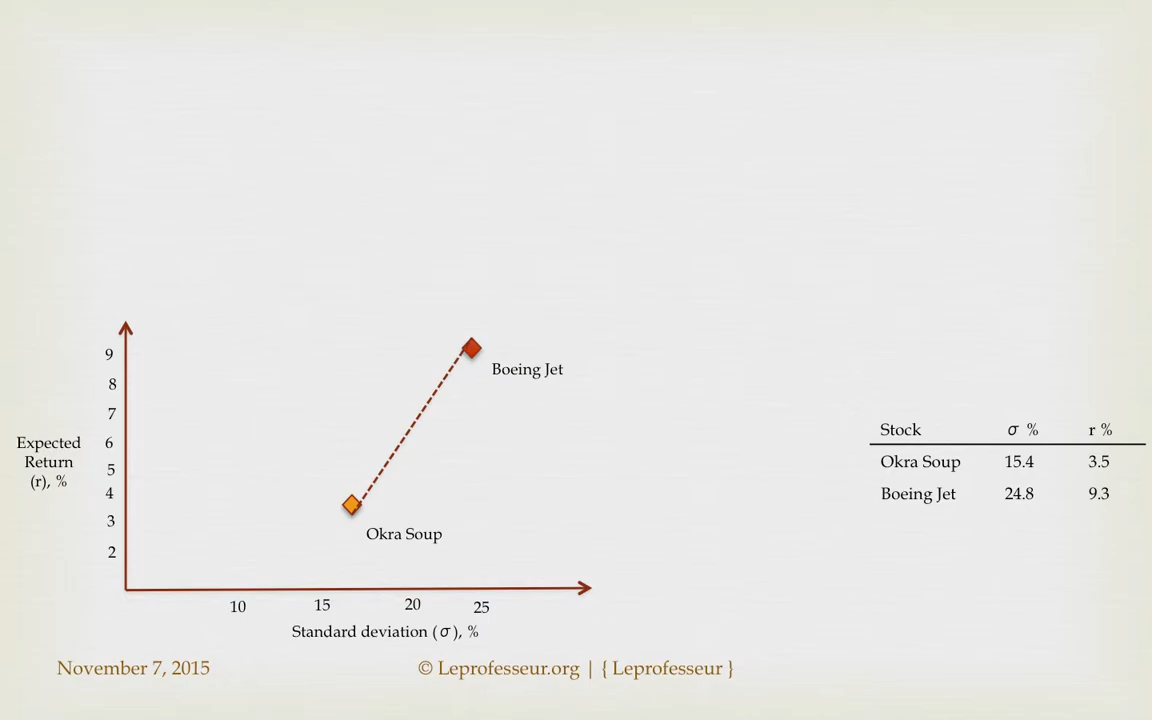 9
8
7
6
5
4
3
2
Expected
Return
(r), %
Boeing Jet
Okra Soup
10 15 20 25
Standard deviation (σ), %
Stock σ % r %
Okra Soup 15.4 3.5
Boeing Jet 24.8 9.3
November 7, 2015 © Leprofesseur.org | { Leprofesseur }